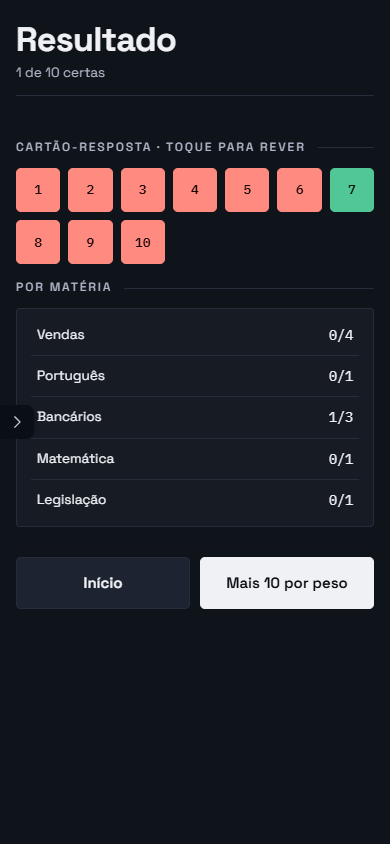 Resultado
1 de 10 certas
CARTÃO-RESPOSTA · TOQUE PARA REVER
1 2 3 4 5 6 7
8 9 10
POR MATÉRIA
Vendas 0/4
Português 0/1
Bancários 1/3
Matemática 0/1
Legislação 0/1
Início Mais 10 por peso